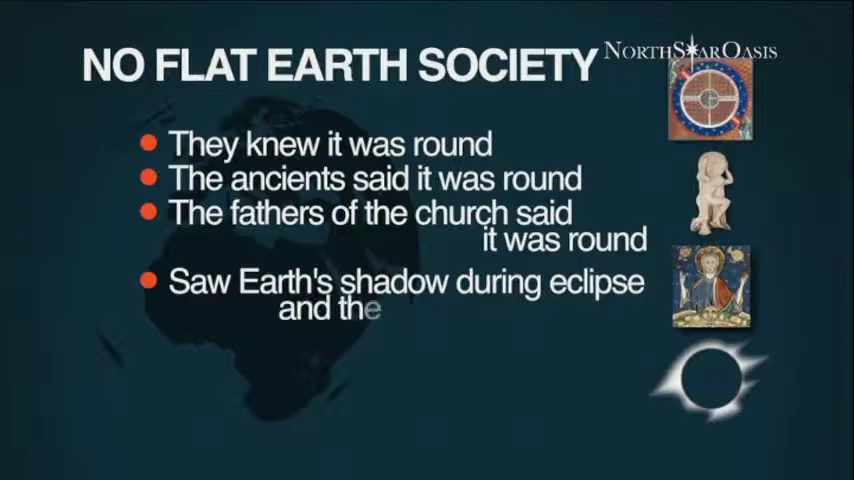 NO FLAT EARTH SOCIETY
NORTHSTAROASIS
They knew it was round
The ancients said it was round
The fathers of the church said
it was round
Saw Earth's shadow during eclipse
and the